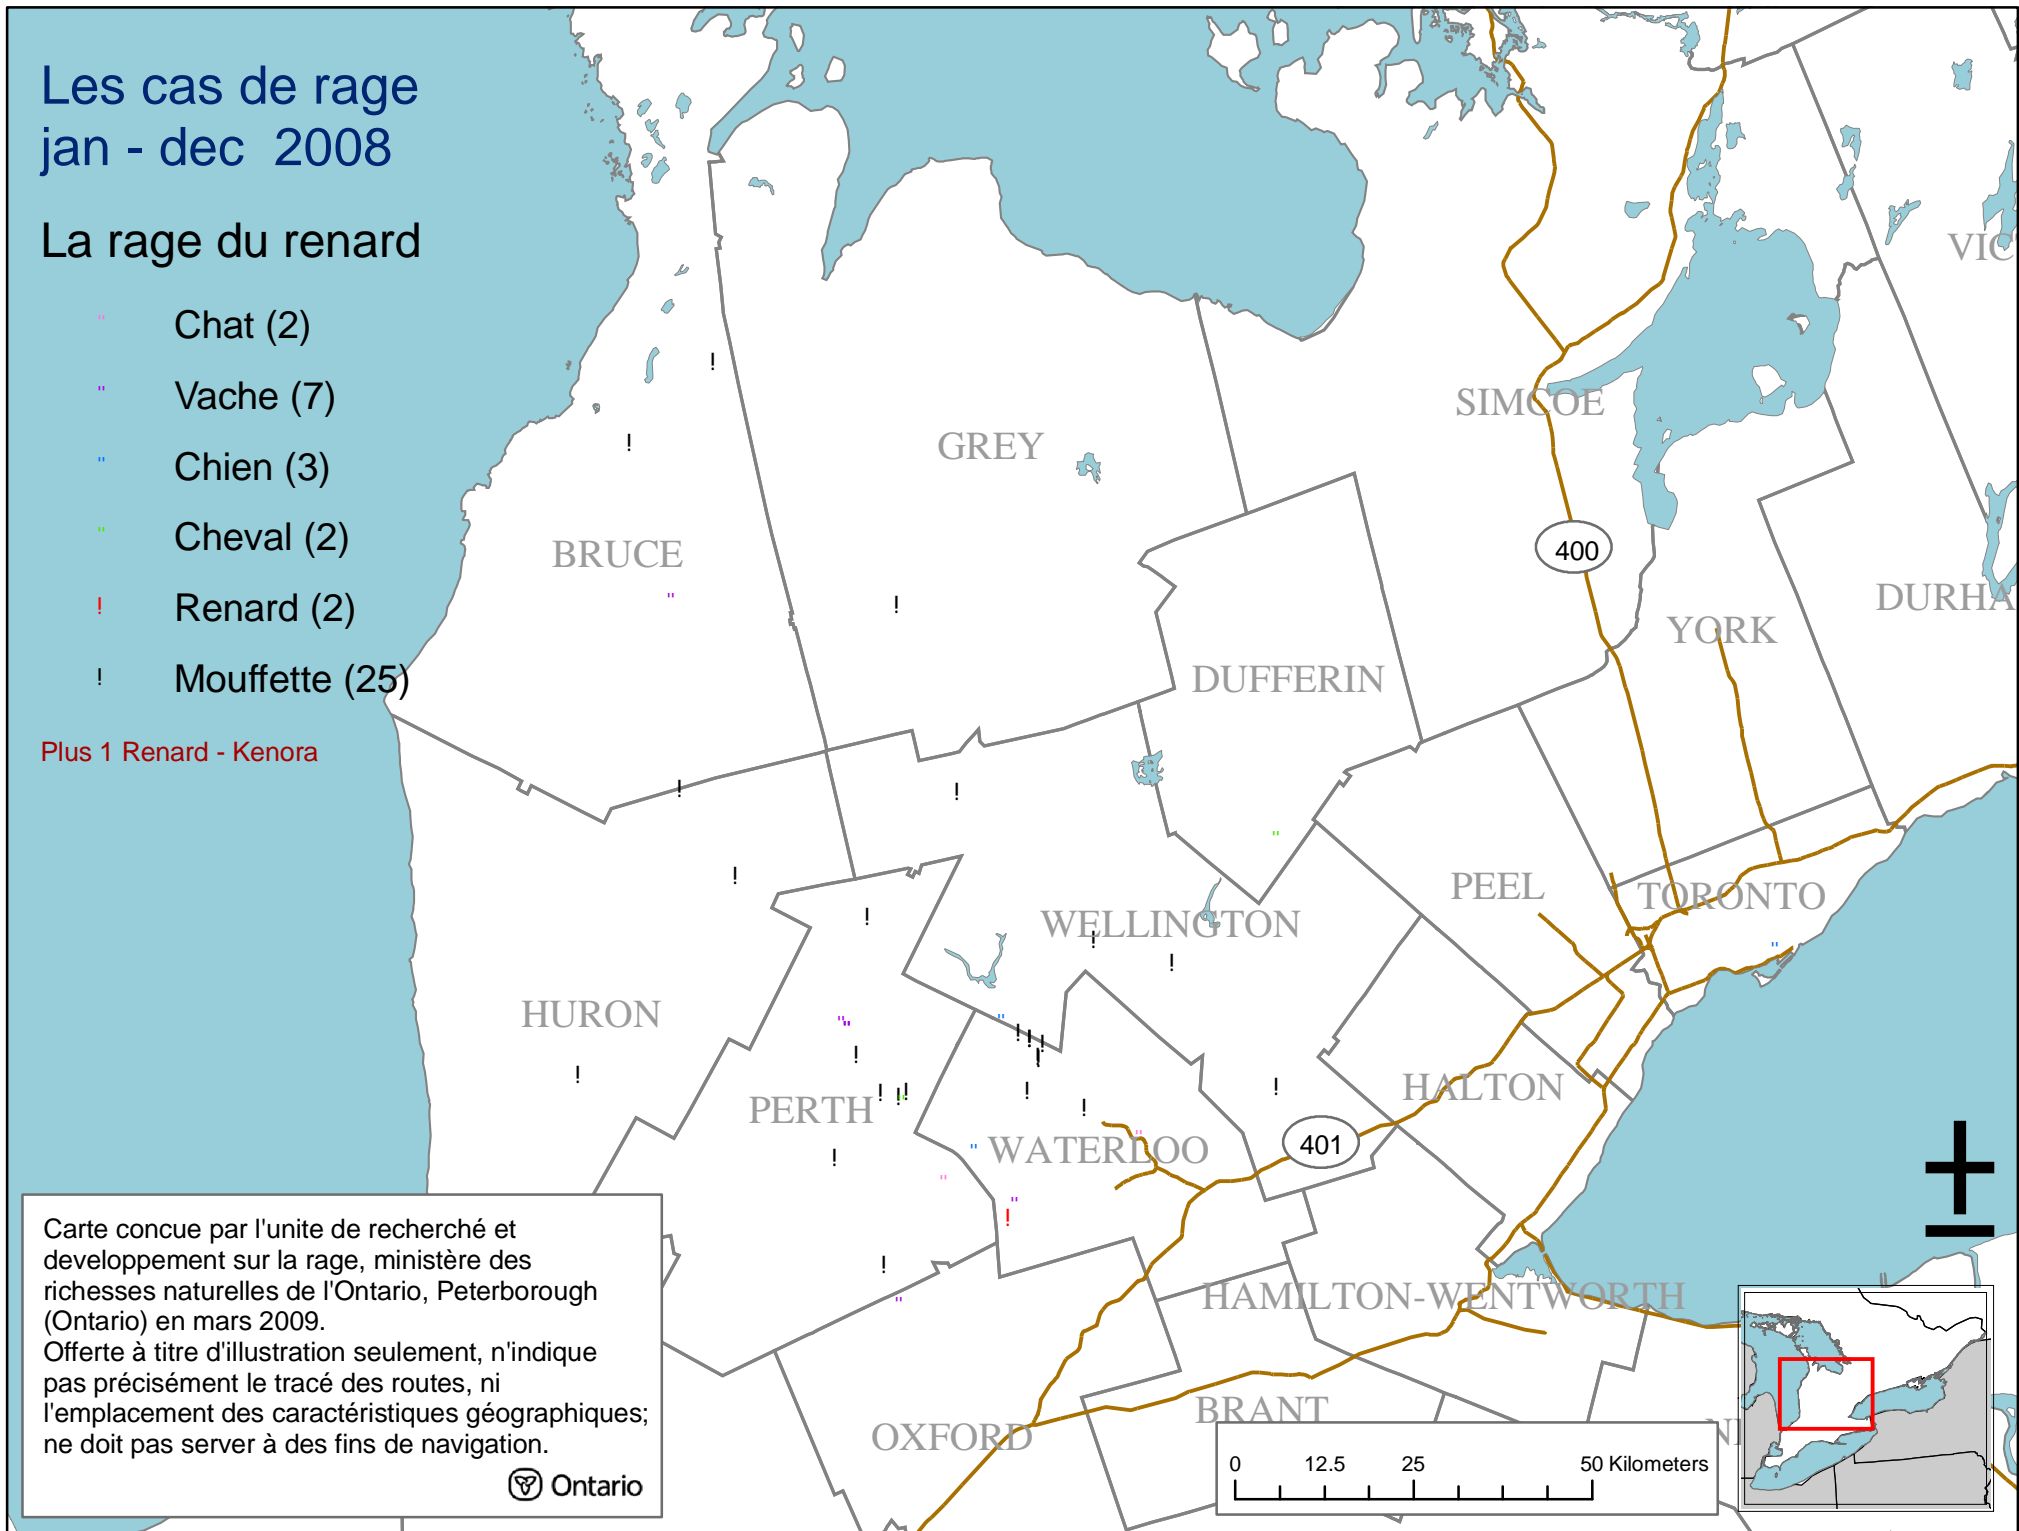 Les cas de rage
jan - dec 2008
La rage du renard
" Chat (2)
" Vache (7)
" Chien (3)
" Cheval (2)
! Renard (2)
! Mouffette (25)
Plus 1 Renard - Kenora
VIC
SIMCOE
GREY
BRUCE
400
DURHA
YORK
DUFFERIN
PEEL
TORONTO
WELLINGTON
HURON
HALTON
PERTH
WATERLOO
401
HAMILTON-WENTWORTH
BRANT
OXFORD
Carte concue par l'unite de recherché et
developpement sur la rage, ministère des
richesses naturelles de l'Ontario, Peterborough
(Ontario) en mars 2009.
Offerte à titre d'illustration seulement, n'indique
pas précisément le tracé des routes, ni
l'emplacement des caractéristiques géographiques;
ne doit pas server à des fins de navigation.
Ontario
0 12.5 25 50 Kilometers
±